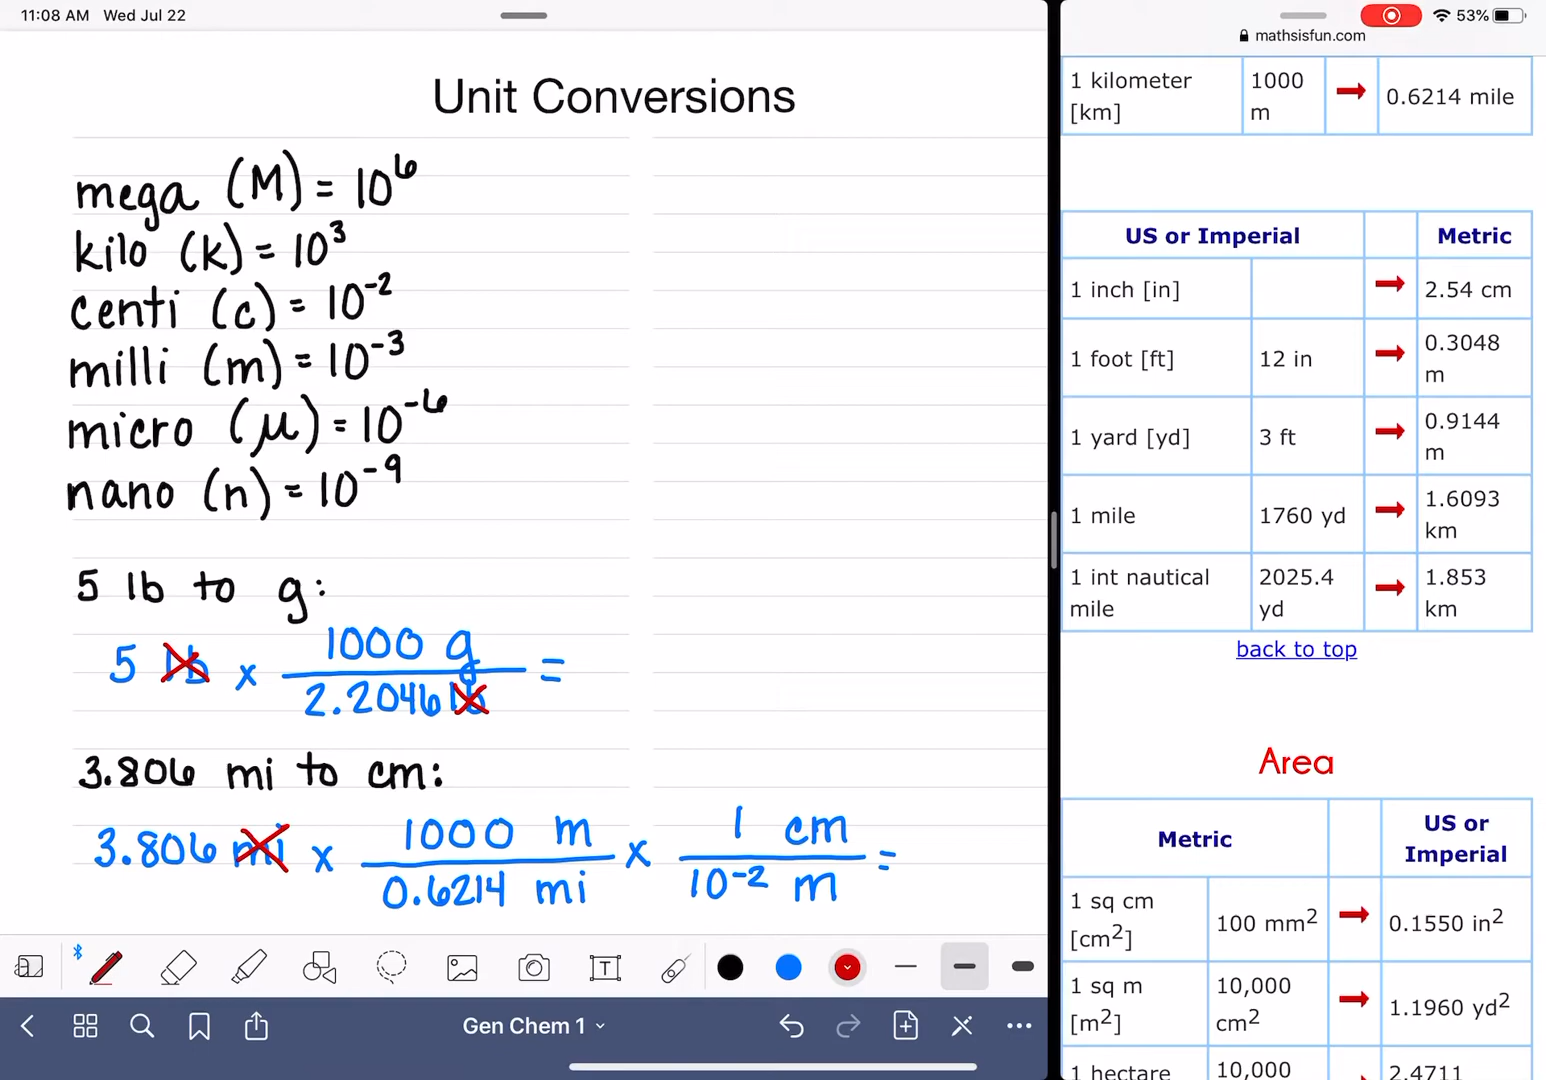 11:08 AM Wed Jul 22
53%
mathsisfun.com
Unit Conversions
mega (M) = 10⁶
kilo (k) = 10³
centi (c) = 10⁻²
milli (m) = 10⁻³
micro (μ) = 10⁻⁶
nano (n) = 10⁻⁹
5 lb to g:
5 lb x 1000 g / 2.2046 lb =
3.806 mi to cm:
3.806 mi x 1000 m / 0.6214 mi x 1 cm / 10⁻² m =
T
Gen Chem 1
1 kilometer [km] 1000 m → 0.6214 mile
US or Imperial Metric
1 inch [in] → 2.54 cm
1 foot [ft] 12 in → 0.3048 m
1 yard [yd] 3 ft → 0.9144 m
1 mile 1760 yd → 1.6093 km
1 int nautical mile 2025.4 yd → 1.853 km
back to top
Area
Metric US or Imperial
1 sq cm [cm²] 100 mm² → 0.1550 in²
1 sq m [m²] 10,000 cm² → 1.1960 yd²
1 hectare 10,000 2.4711